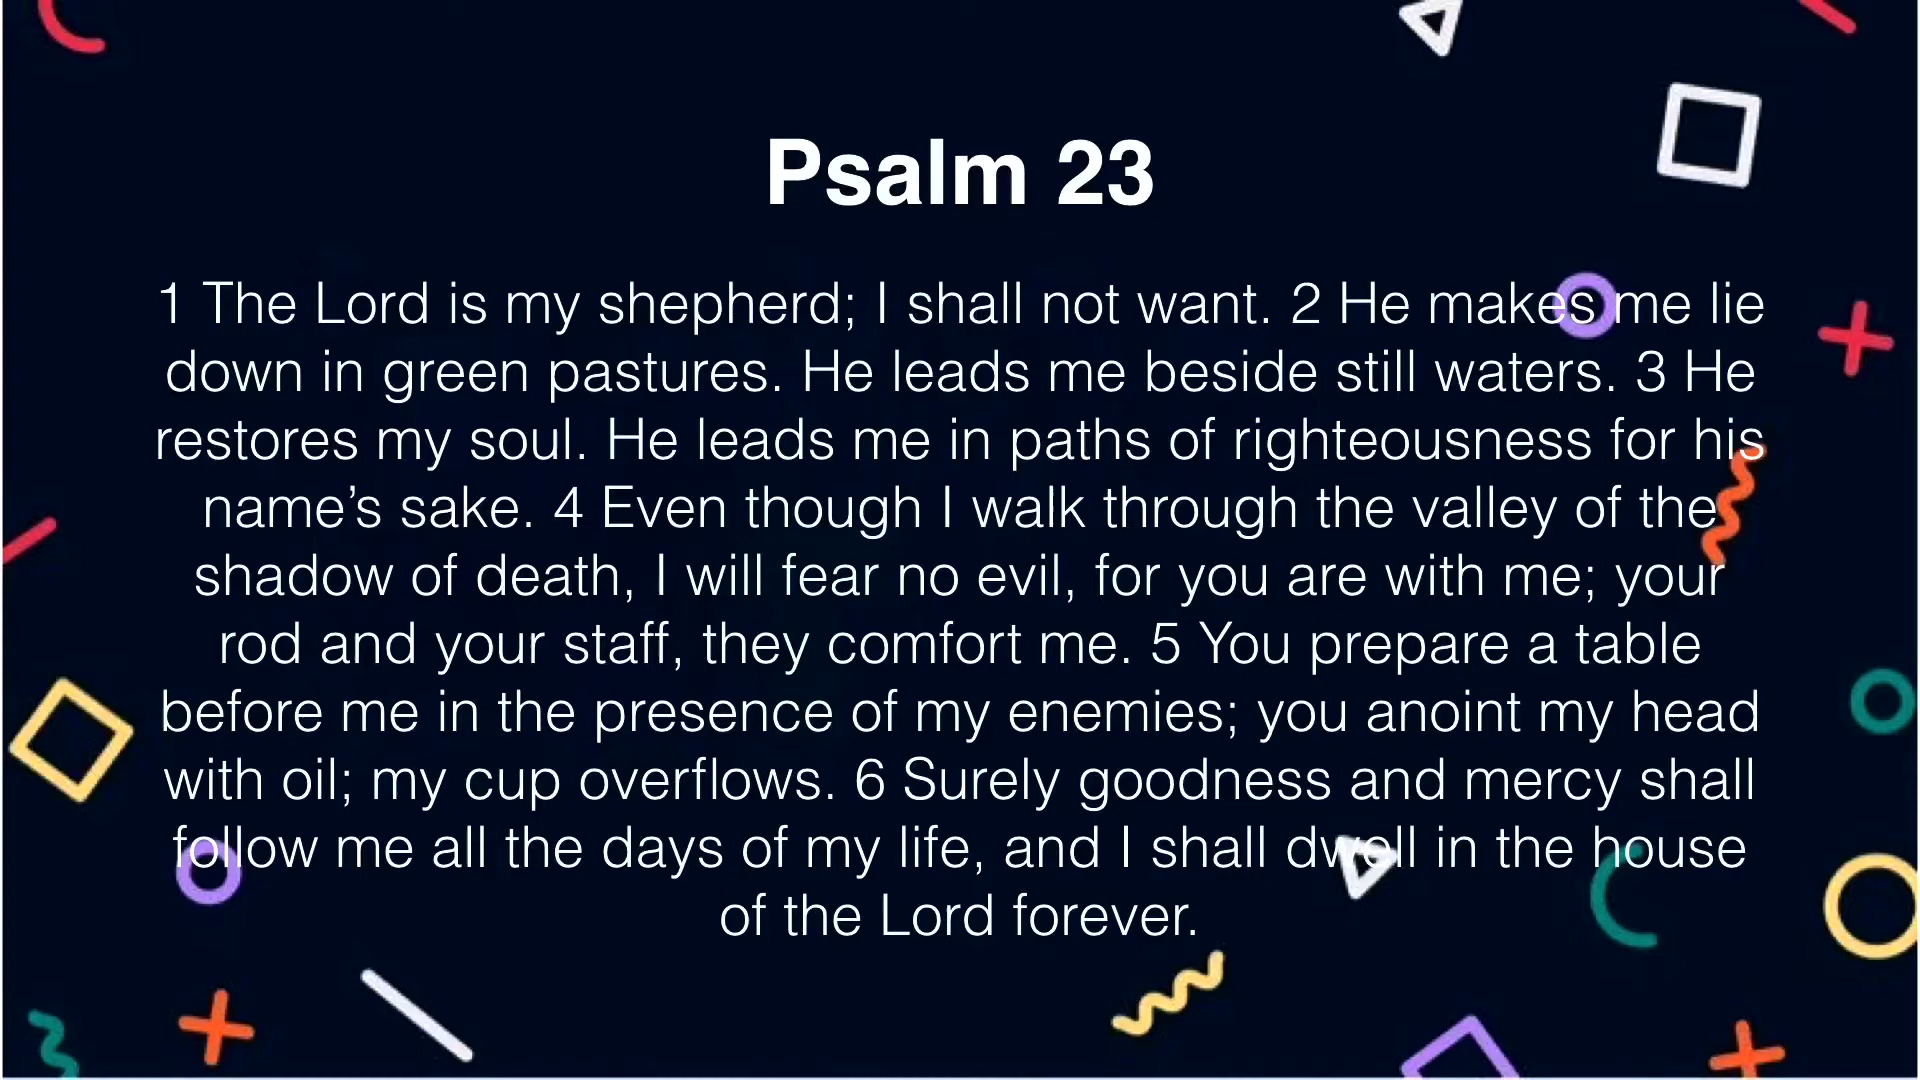 Psalm 23
1 The Lord is my shepherd; I shall not want. 2 He makes me lie
down in green pastures. He leads me beside still waters. 3 He
restores my soul. He leads me in paths of righteousness for his
name’s sake. 4 Even though I walk through the valley of the
shadow of death, I will fear no evil, for you are with me; your
rod and your staff, they comfort me. 5 You prepare a table
before me in the presence of my enemies; you anoint my head
with oil; my cup overflows. 6 Surely goodness and mercy shall
follow me all the days of my life, and I shall dwell in the house
of the Lord forever.